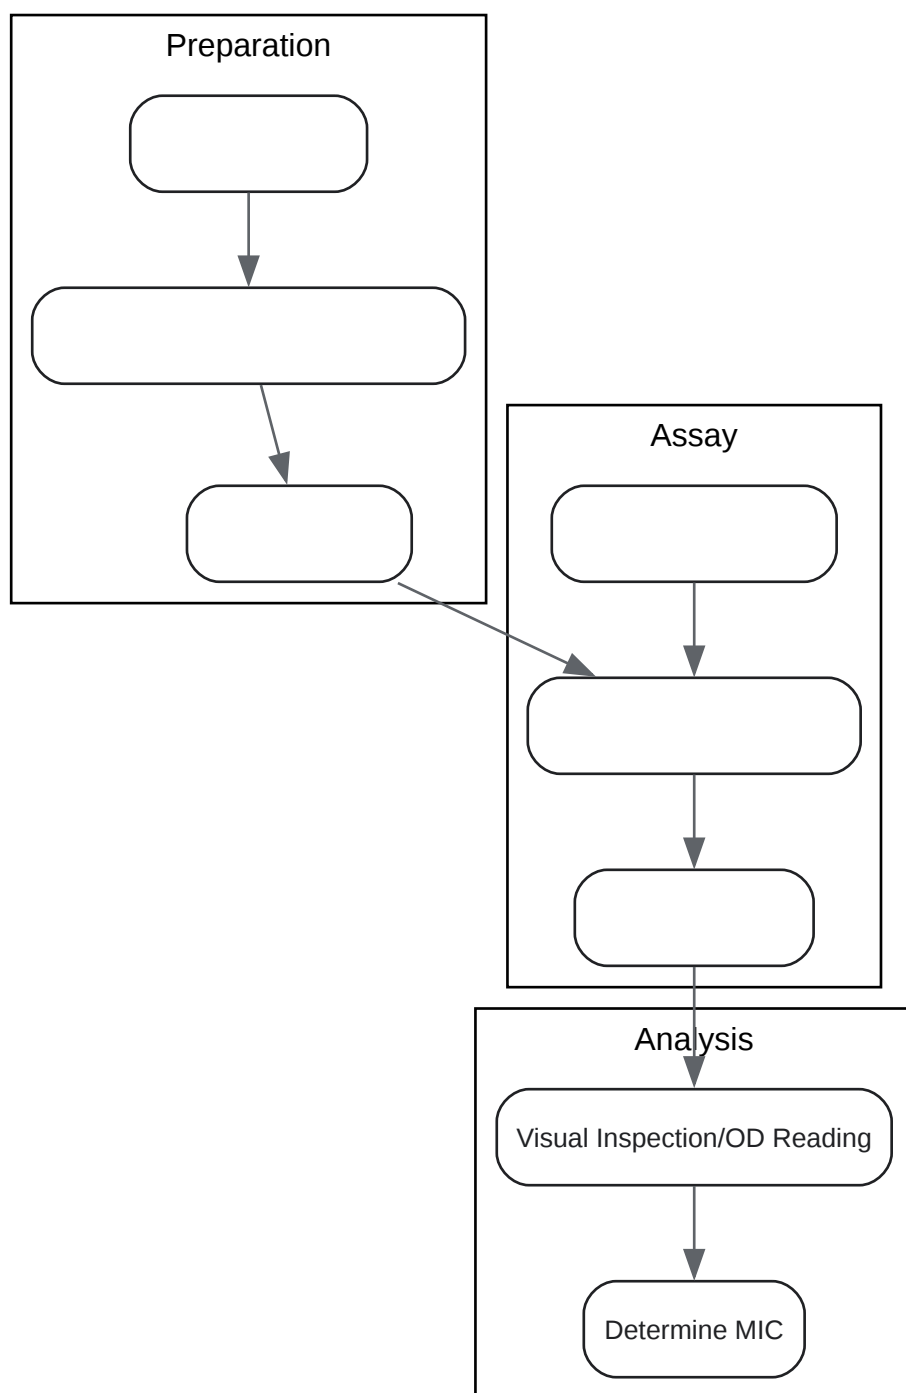 Preparation
Assay
Analysis
Visual Inspection/OD Reading
Determine MIC